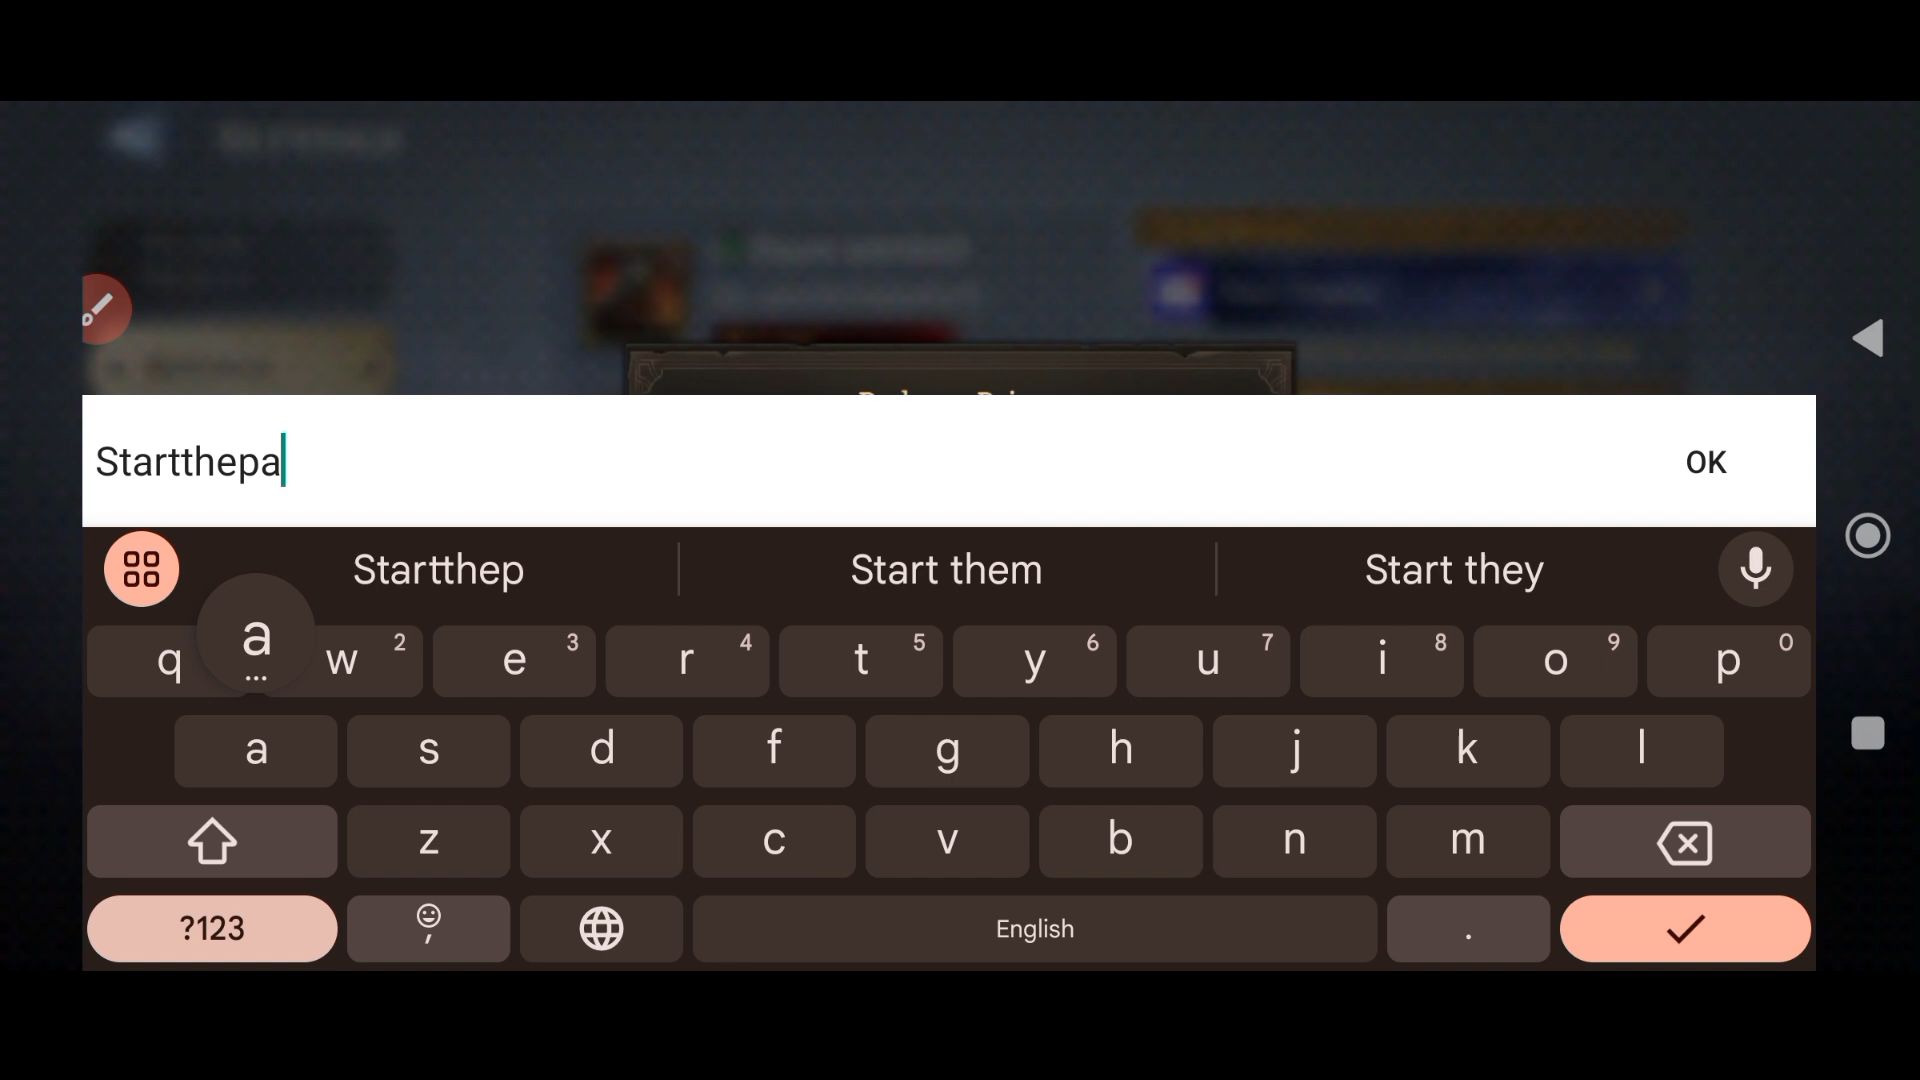 Startthepa
OK
Startthep
Start them
Start they
a
...
q w 2 e 3 r 4 t 5 y 6 u 7 i 8 o 9 p 0
a s d f g h j k l
z x c v b n m
?123 , English .